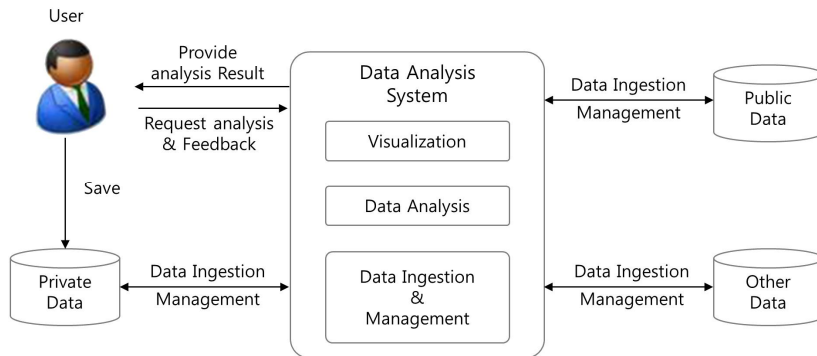 User
Provide
analysis Result
Request analysis
& Feedback
Save
Private
Data
Data Ingestion
Management
Data Analysis
System
Visualization
Data Analysis
Data Ingestion
&
Management
Data Ingestion
Management
Public
Data
Data Ingestion
Management
Other
Data